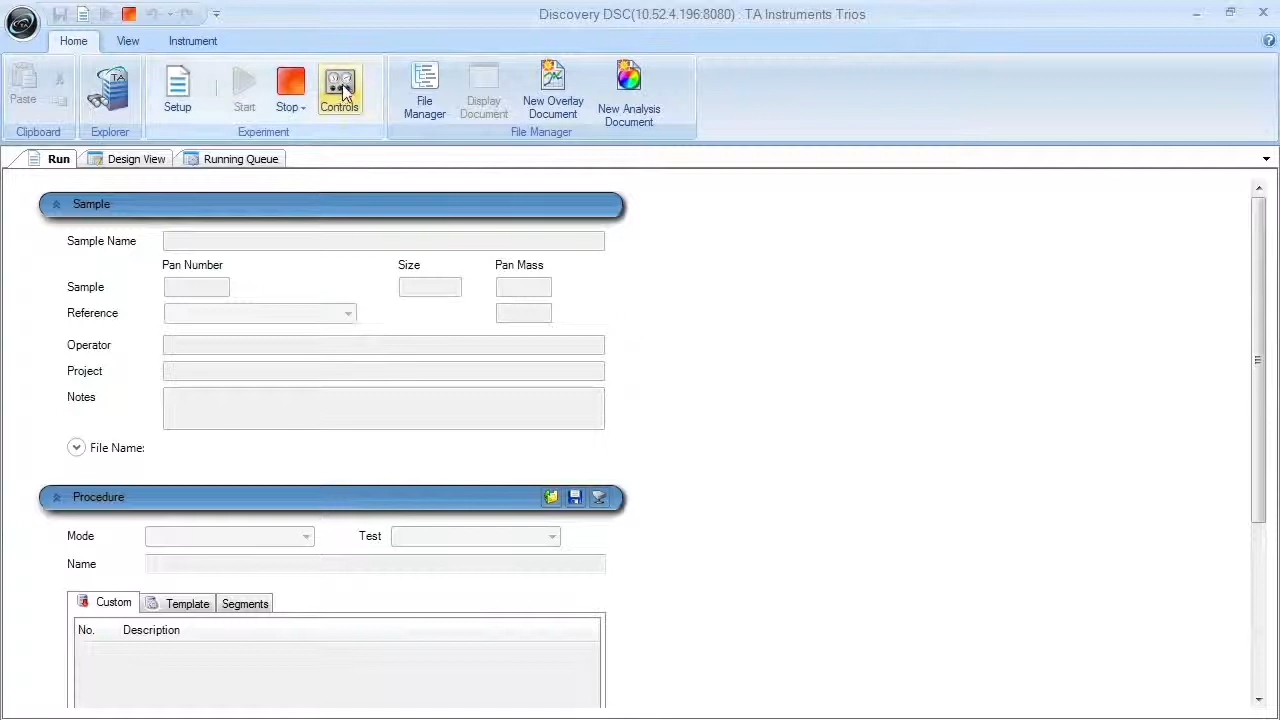 Discovery DSC(10.52.4.196:8080) - TA Instruments Trios
Home View Instrument
Paste Setup Start Stop Controls File Manager Display Document New Overlay Document New Analysis Document
Clipboard Explorer Experiment File Manager
Run Design View Running Queue
Sample
Sample Name
Pan Number Size Pan Mass
Sample
Reference
Operator
Project
Notes
File Name:
Procedure
Mode Test
Name
Custom Template Segments
No. Description